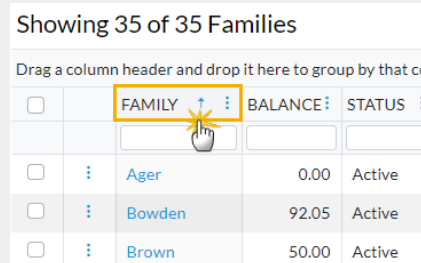 Showing 35 of 35 Families
Drag a column header and drop it here to group by that
FAMILY BALANCE STATUS
Ager 0.00 Active
Bowden 92.05 Active
Brown 50.00 Active